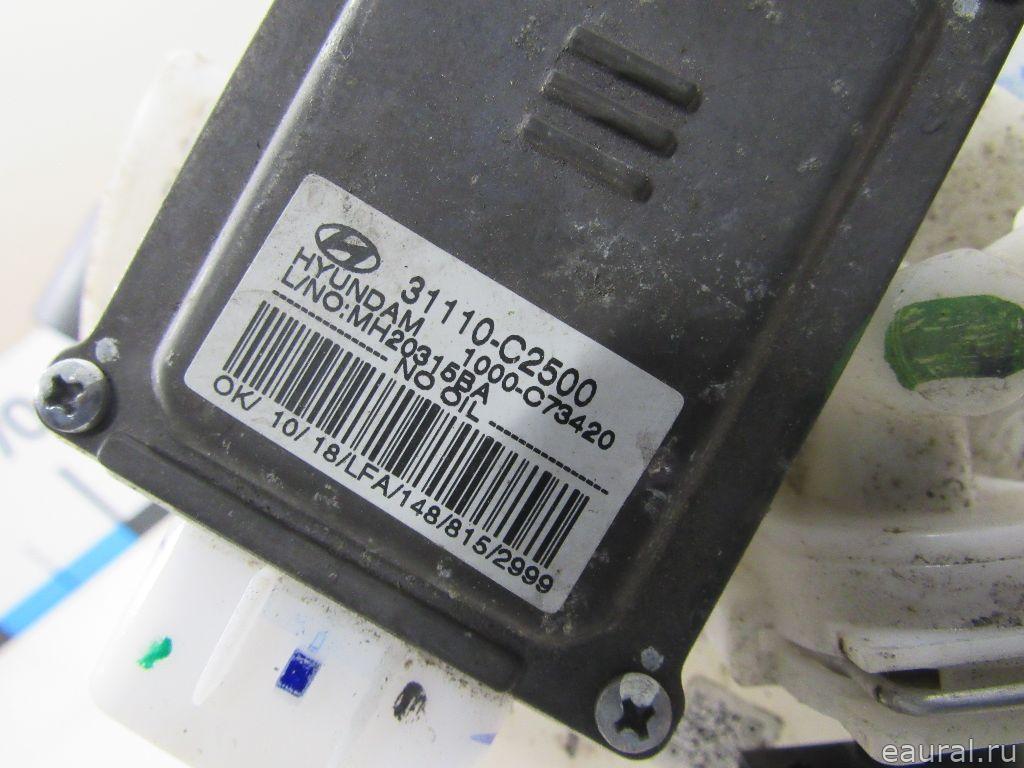 31110-C2500
HYUNDAM 1000-C73420
L/NO:MH20315BA
NO OIL
OK/ 10/ 18/LFA/148/815/2999
eaural.ru